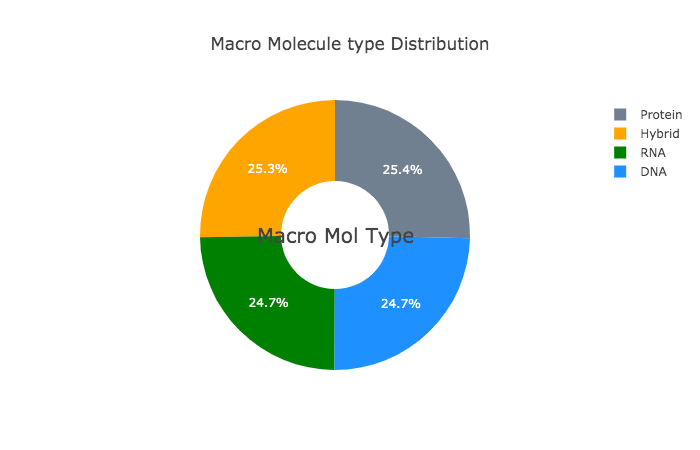 Macro Molecule type Distribution
Protein
Hybrid
RNA
DNA
25.3%
25.4%
Macro Mol Type
24.7%
24.7%